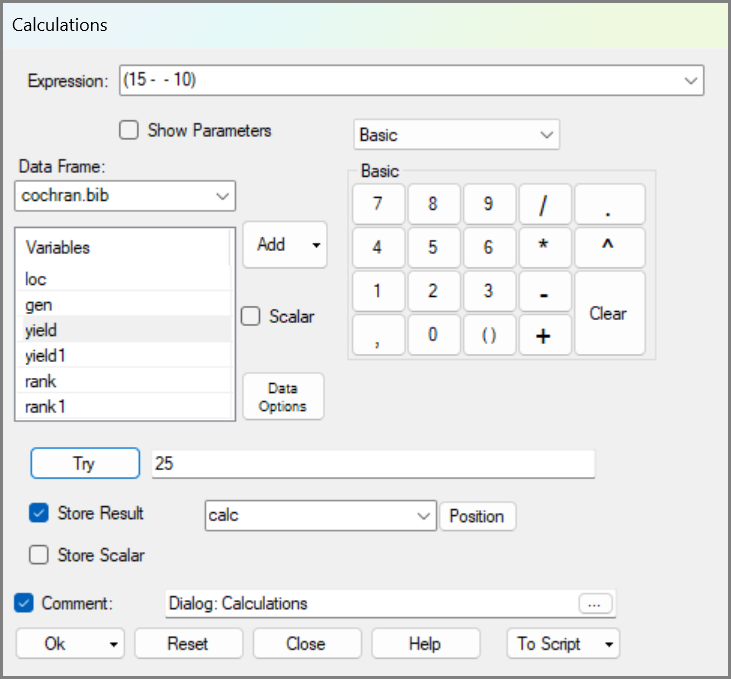 Calculations
Expression: (15 - - 10)
Show Parameters
Basic
Data Frame:
cochran.bib
Basic
7 8 9 / .
4 5 6 * ^
1 2 3 -
Clear
, 0 () +
Variables
loc
gen
yield
yield1
rank
rank1
Add
Scalar
Data
Options
Try 25
Store Result calc Position
Store Scalar
Comment: Dialog: Calculations ...
Ok Reset Close Help To Script